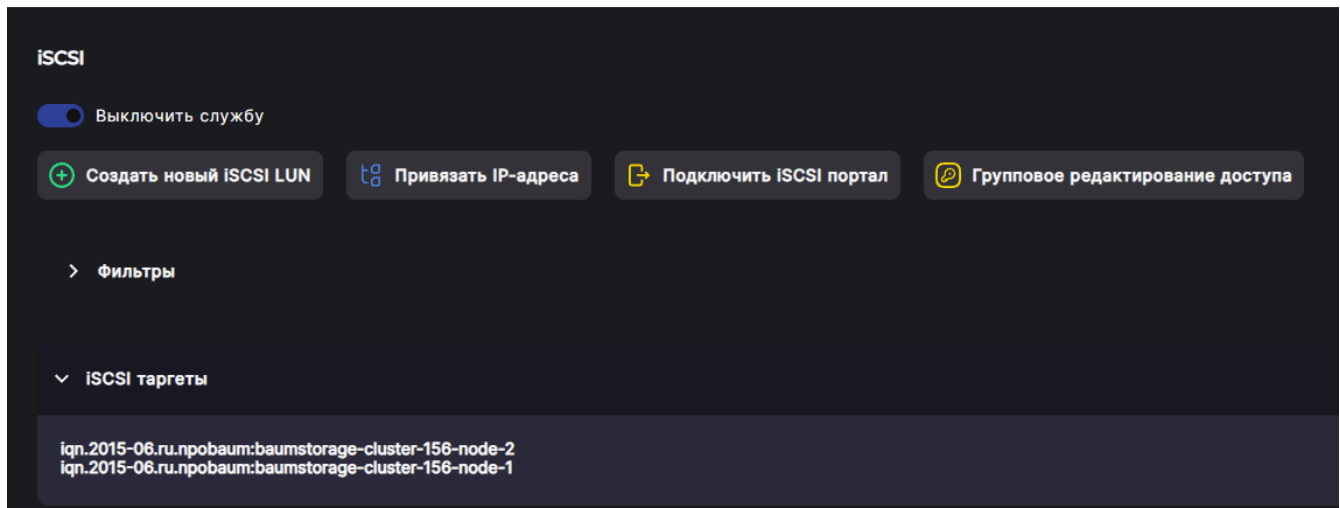 iSCSI
Выключить службу
Создать новый iSCSI LUN Привязать IP-адреса Подключить iSCSI портал Групповое редактирование доступа
Фильтры
iSCSI таргеты
iqn.2015-06.ru.npobaum:baumstorage-cluster-156-node-2
iqn.2015-06.ru.npobaum:baumstorage-cluster-156-node-1